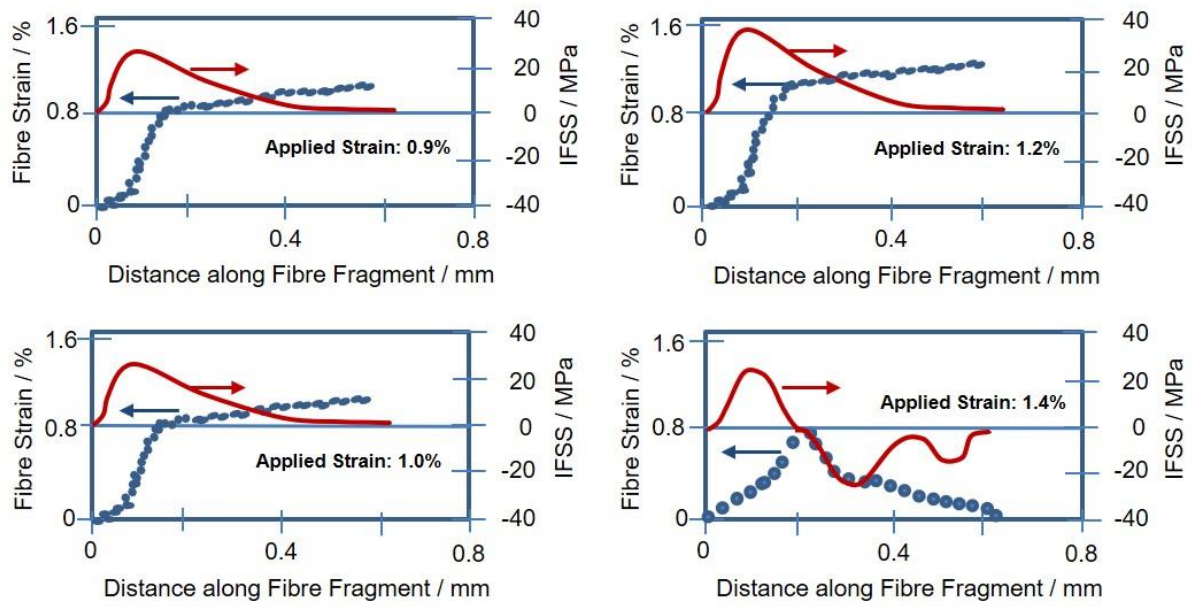 Fibre Strain / %
1.6
0.8
0
40
20
0
-20
-40
IFSS / MPa
Applied Strain: 0.9%
0
0.4
0.8
Distance along Fibre Fragment / mm
Fibre Strain / %
1.6
0.8
0
40
20
0
-20
-40
IFSS / MPa
Applied Strain: 1.2%
0
0.4
0.8
Distance along Fibre Fragment / mm
Fibre Strain / %
1.6
0.8
0
40
20
0
-20
-40
IFSS / MPa
Applied Strain: 1.0%
0
0.4
0.8
Distance along Fibre Fragment / mm
Fibre Strain / %
1.6
0.8
0
40
20
0
-20
-40
IFSS / MPa
Applied Strain: 1.4%
0
0.4
0.8
Distance along Fibre Fragment / mm